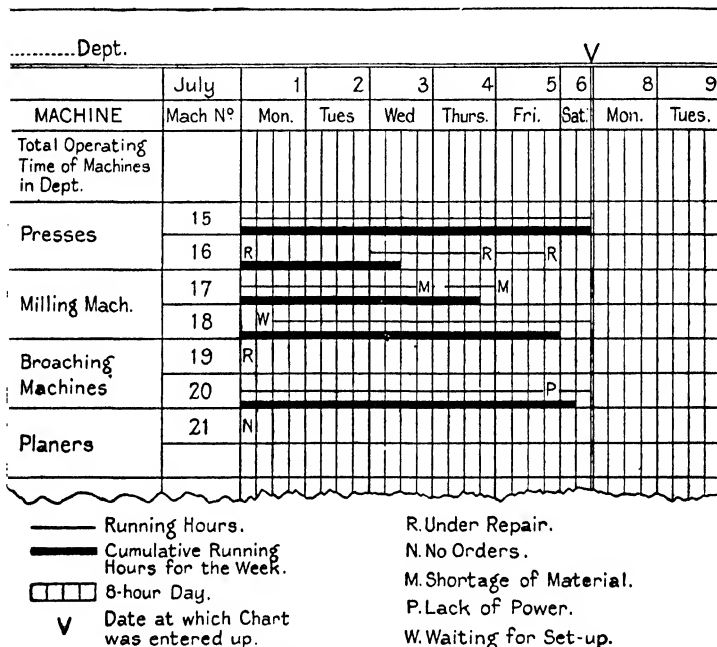 ...........Dept. V
July 1 2 3 4 5 6 8 9
MACHINE Mach Nº Mon. Tues Wed Thurs. Fri. Sat. Mon. Tues.
Total Operating
Time of Machines
in Dept.
Presses
15
16 R R R
Milling Mach.
17 M M
18 W
Broaching
Machines
19 R
20 P
Planers
21 N
Running Hours.
Cumulative Running
Hours for the Week.
8-hour Day.
V Date at which Chart
was entered up.
R. Under Repair.
N. No Orders.
M. Shortage of Material.
P. Lack of Power.
W. Waiting for Set-up.